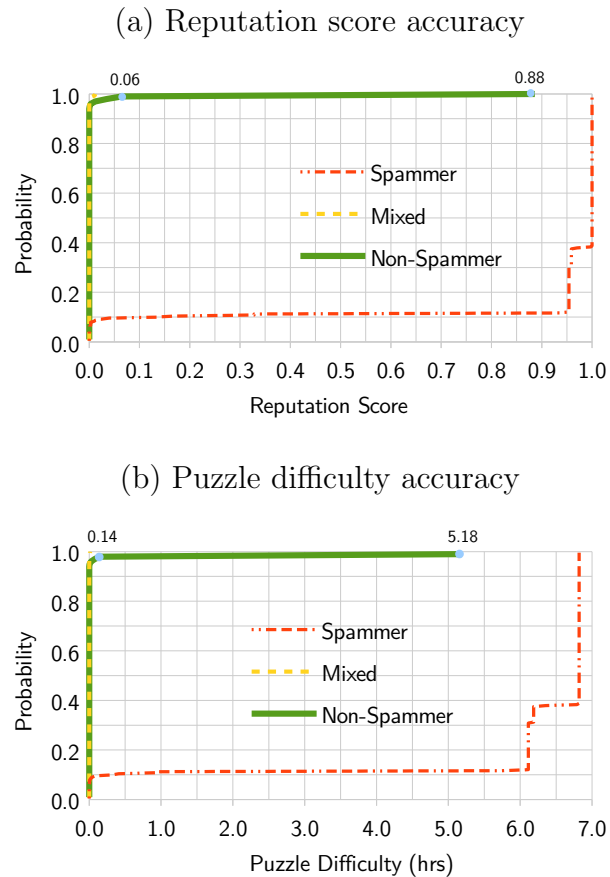 (a) Reputation score accuracy
0.06 0.88
1.0
0.8
0.6
0.4
0.2
0.0
Probability
Spammer
Mixed
Non-Spammer
0.0 0.1 0.2 0.3 0.4 0.5 0.6 0.7 0.8 0.9 1.0
Reputation Score
(b) Puzzle difficulty accuracy
0.14 5.18
1.0
0.8
0.6
0.4
0.2
0.0
Probability
Spammer
Mixed
Non-Spammer
0.0 1.0 2.0 3.0 4.0 5.0 6.0 7.0
Puzzle Difficulty (hrs)